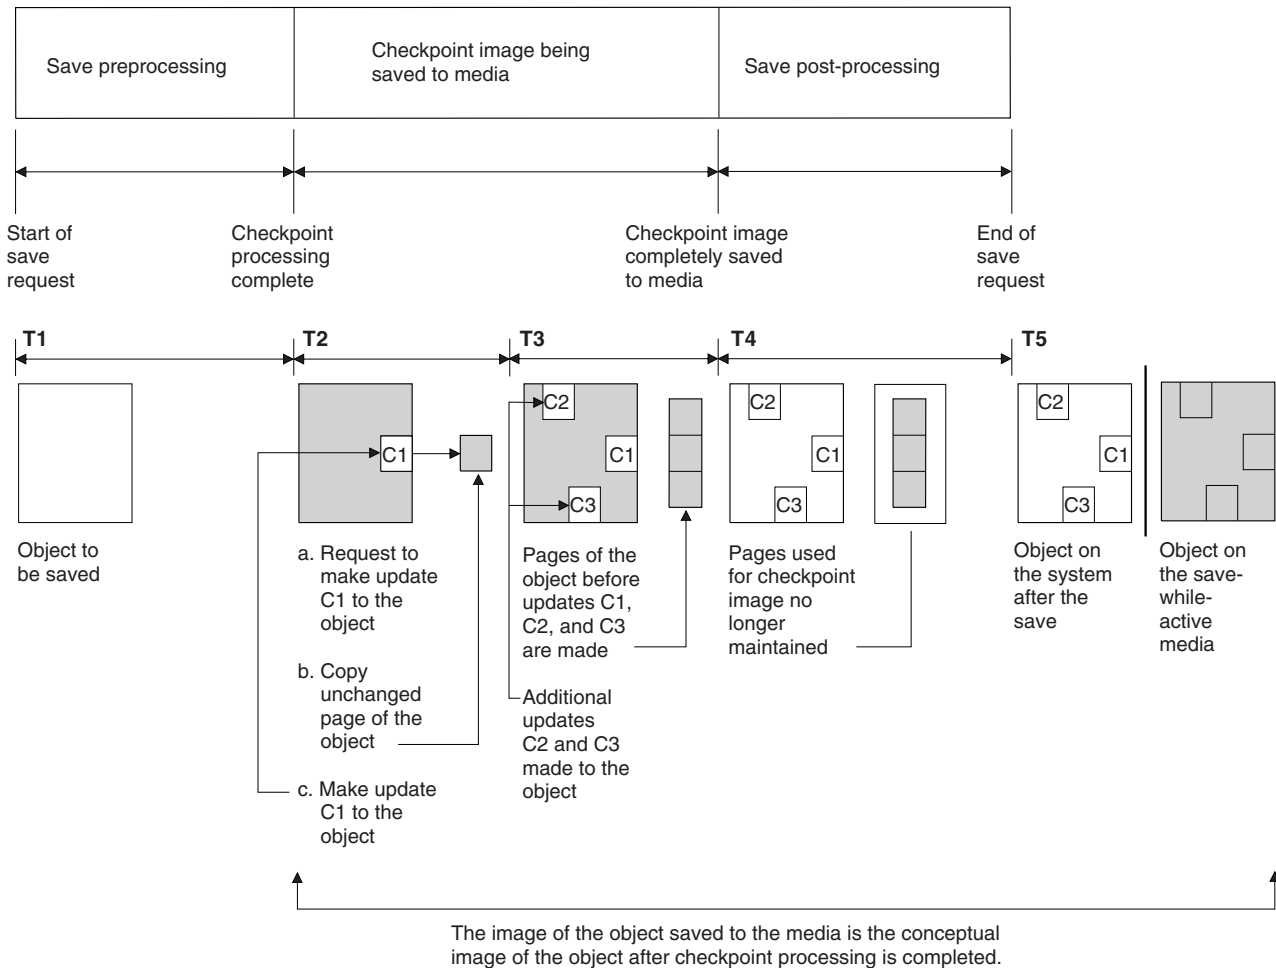 Save preprocessing
Checkpoint image being
saved to media
Save post-processing
Start of
save
request
Checkpoint
processing
complete
Checkpoint image
completely saved
to media
End of
save
request
T1
T2
T3
T4
T5
C1
C2
C1
C3
C2
C1
C3
C2
C1
C3
Object to
be saved
a. Request to
make update
C1 to the
object
b. Copy
unchanged
page of the
object
c. Make update
C1 to the
object
Pages of the
object before
updates C1,
C2, and C3
are made
Additional
updates
C2 and C3
made to the
object
Pages used
for checkpoint
image no
longer
maintained
Object on
the system
after the
save
Object on
the save-
while-
active
media
The image of the object saved to the media is the conceptual
image of the object after checkpoint processing is completed.